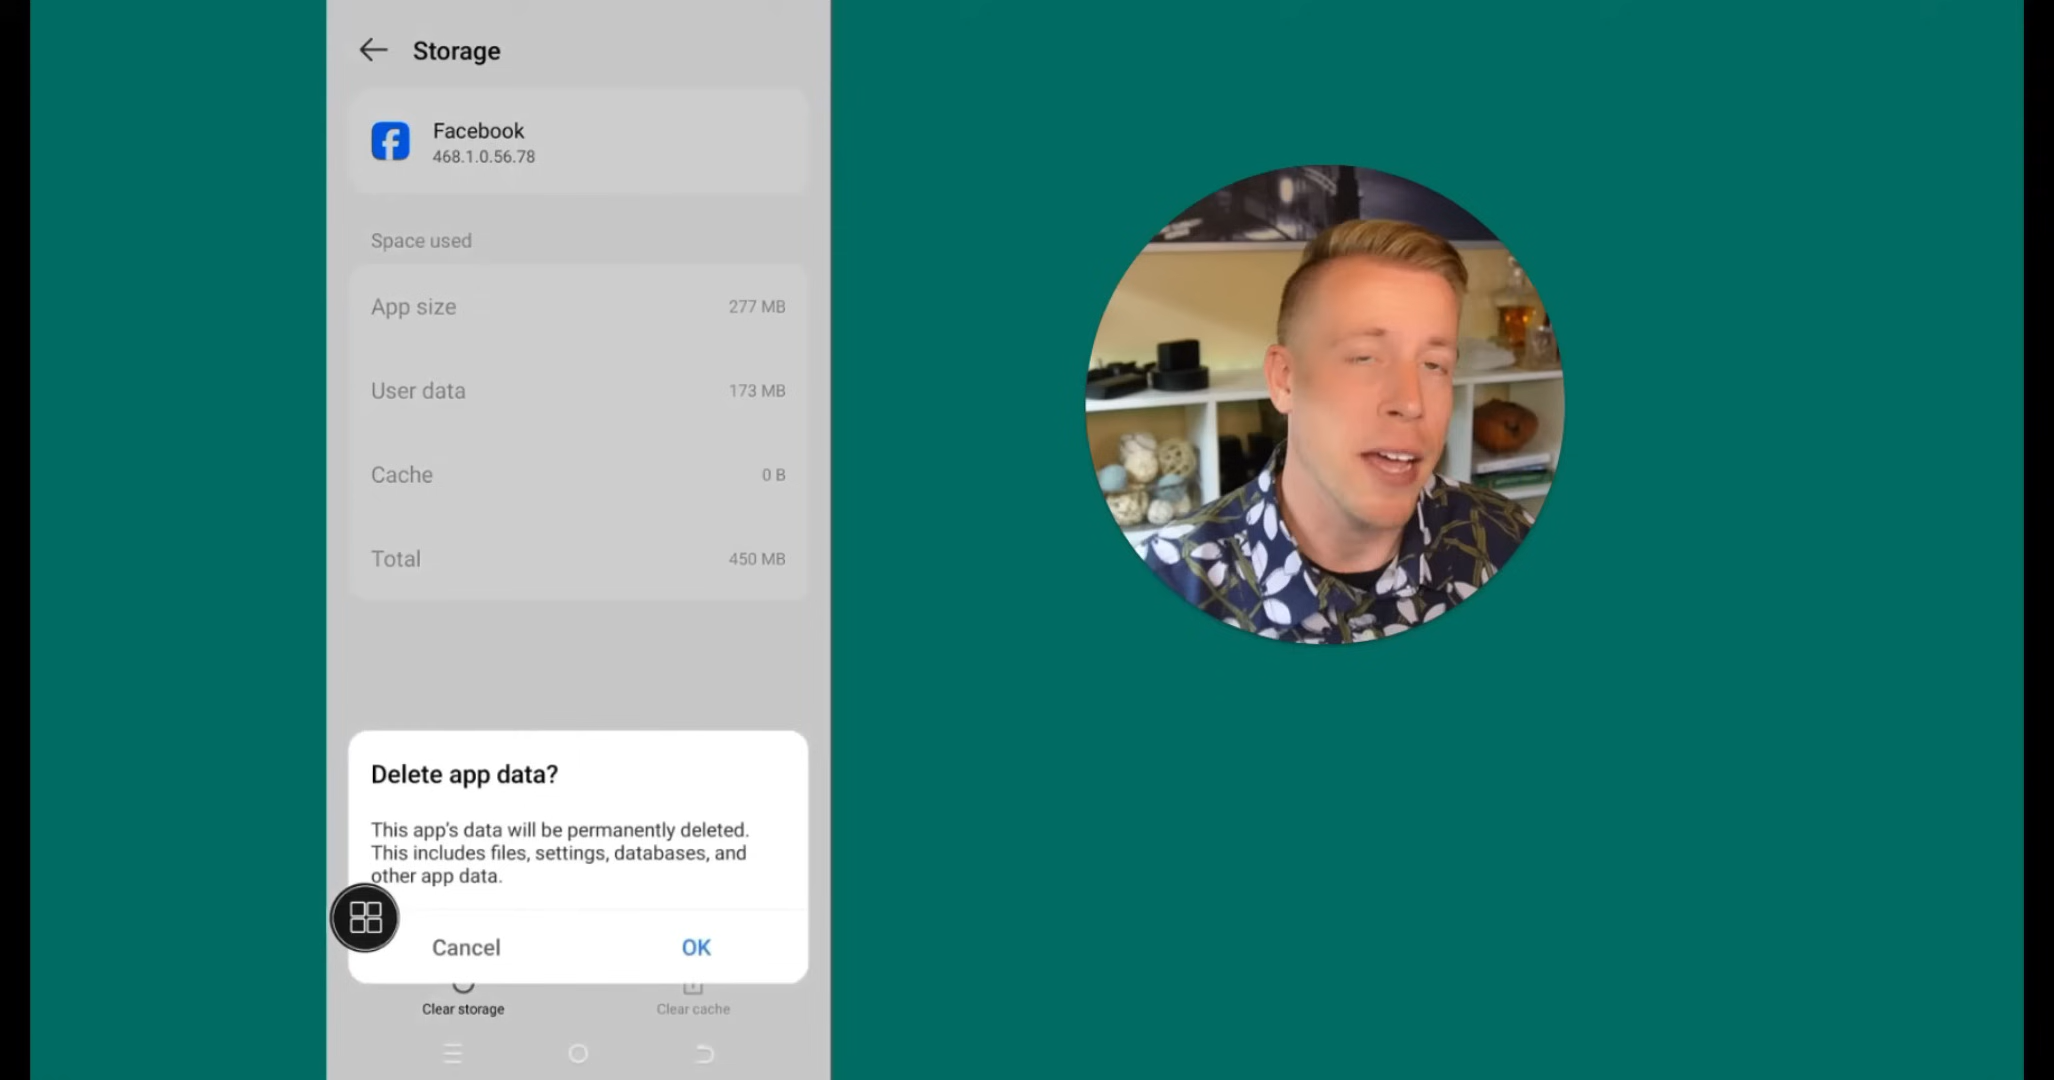 Storage
Facebook
468.1.0.56.78
Space used
App size 277 MB
User data 173 MB
Cache 0 B
Total 450 MB
Delete app data?
This app's data will be permanently deleted.
This includes files, settings, databases, and
other app data.
Cancel OK
Clear storage Clear cache